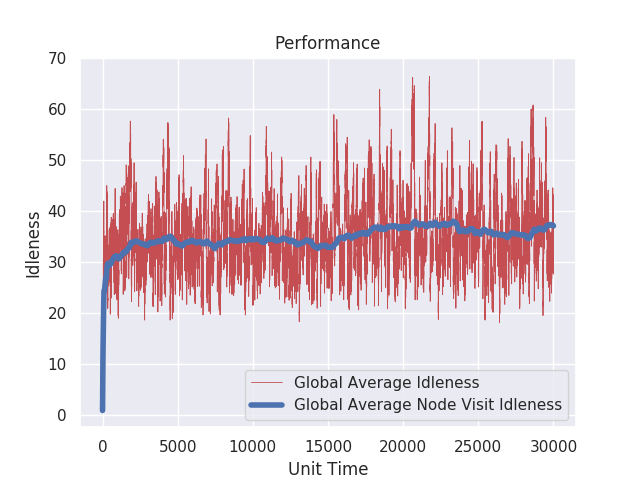 Performance
70
60
50
40
30
20
10
0
Idleness
Global Average Idleness
Global Average Node Visit Idleness
0 5000 10000 15000 20000 25000 30000
Unit Time